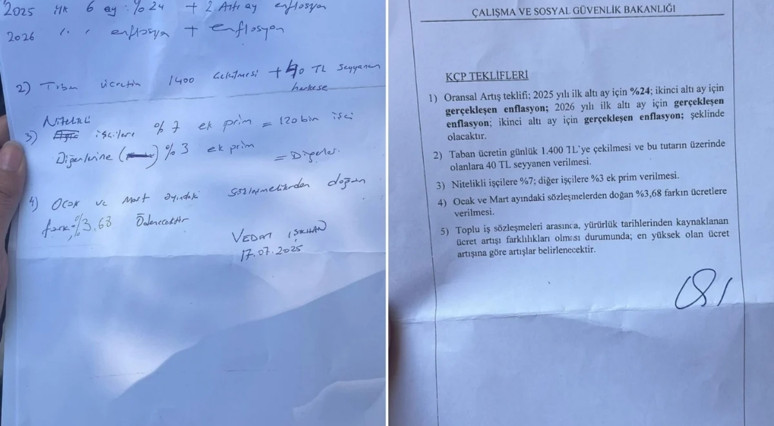 2025 ilk 6 ay %24 + 2. Altı ay enflasyon
2026 " " enflasyon + enflasyon
2) Taban ücretin 1400 çekilmesi + 40 TL seyyanen
herkese
Nitelikli
3) işçilere %7 ek prim = 120 bin işçi
Diğerlerine %3 ek prim
= Diğerleri
4) Ocak ve Mart ayındaki sözleşmelerden doğan
fark %3,68 Ödenecektir
VEDAT IŞIKHAN
17.07.2025
ÇALIŞMA VE SOSYAL GÜVENLİK BAKANLIĞI
KÇP TEKLİFLERİ
1) Oransal Artış teklifi; 2025 yılı ilk altı ay için %24; ikinci altı ay için
gerçekleşen enflasyon; 2026 yılı ilk altı ay için gerçekleşen
enflasyon; ikinci altı ay için gerçekleşen enflasyon; şeklinde
olacaktır.
2) Taban ücretin günlük 1.400 TL'ye çekilmesi ve bu tutarın üzerinde
olanlara 40 TL seyyanen verilmesi.
3) Nitelikli işçilere %7; diğer işçilere %3 ek prim verilmesi.
4) Ocak ve Mart ayındaki sözleşmelerden doğan %3,68 farkın ücretlere
verilmesi.
5) Toplu iş sözleşmeleri arasınca, yürürlük tarihlerinden kaynaklanan
ücret artışı farklılıkları olması durumunda; en yüksek olan ücret
artışına göre artışlar belirlenecektir.